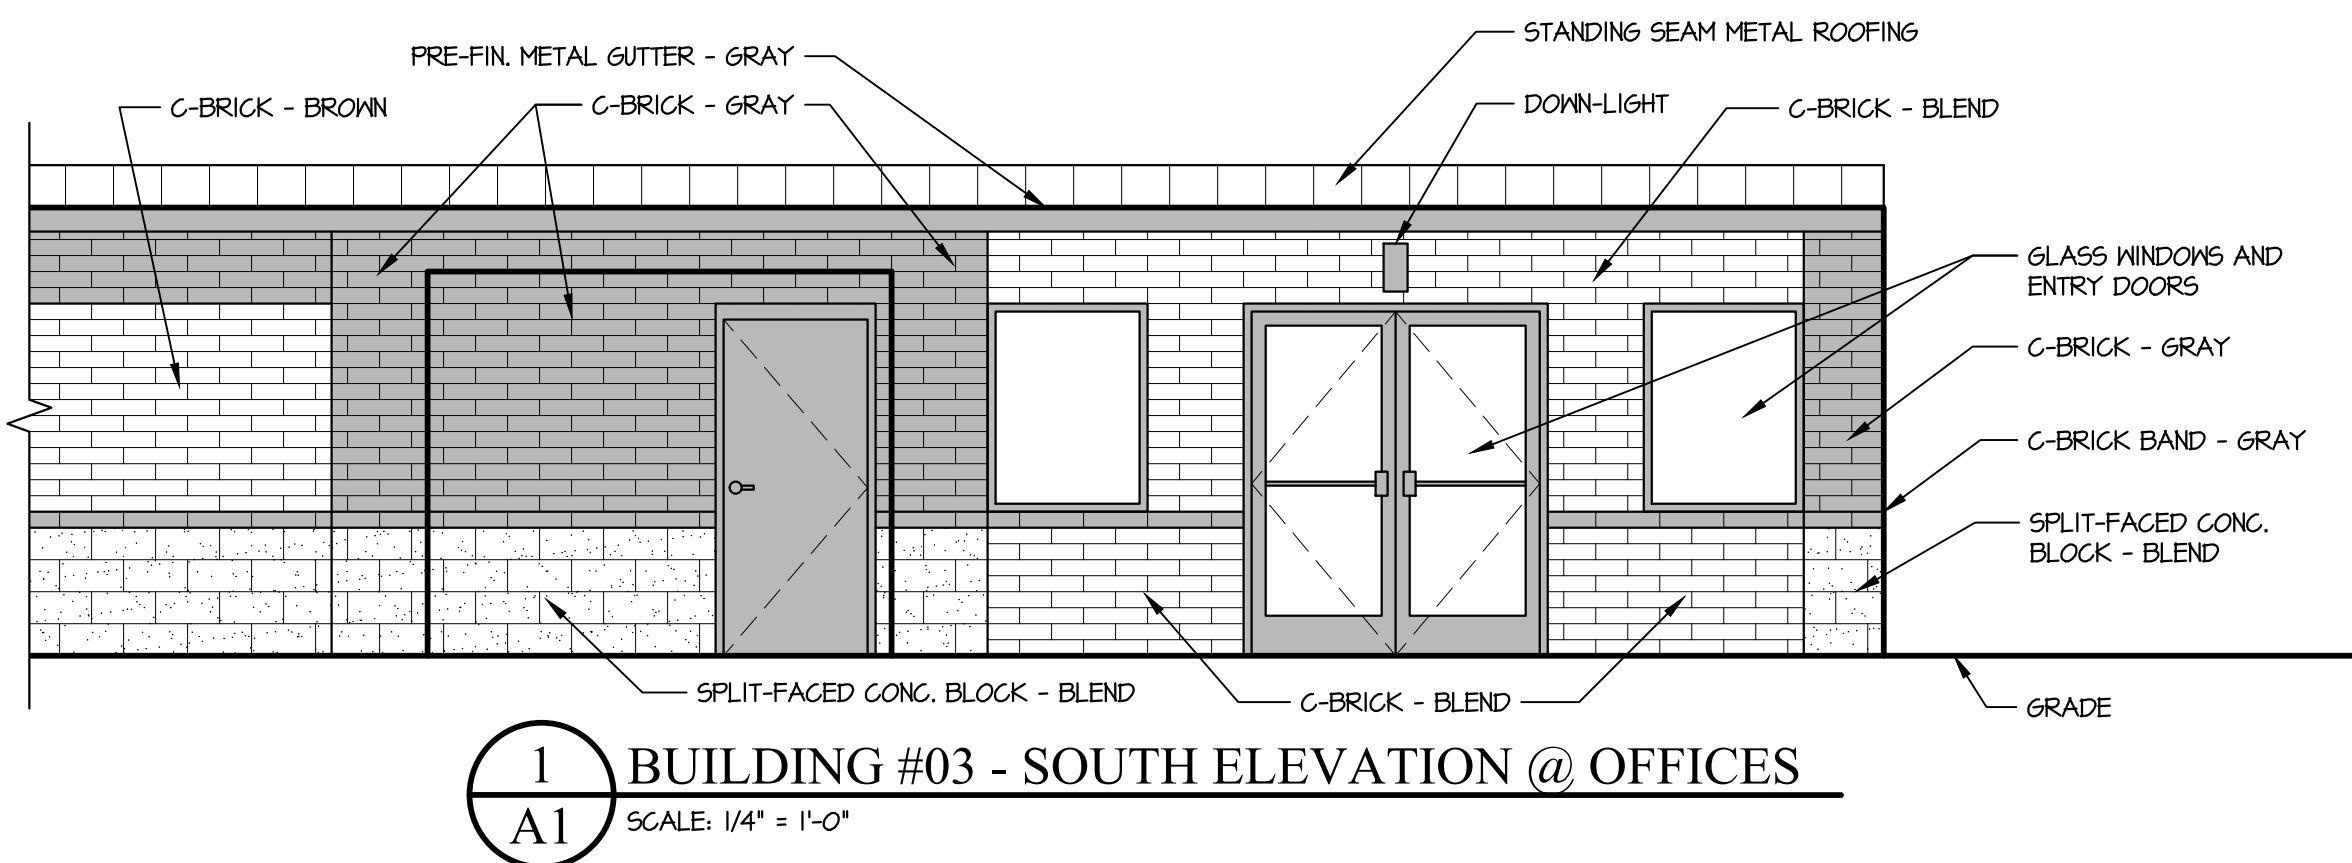 STANDING SEAM METAL ROOFING
PRE-FIN. METAL GUTTER - GRAY
C-BRICK - BROWN
C-BRICK - GRAY
DOWN-LIGHT
C-BRICK - BLEND
GLASS WINDOWS AND
ENTRY DOORS
C-BRICK - GRAY
C-BRICK BAND - GRAY
SPLIT-FACED CONC.
BLOCK - BLEND
SPLIT-FACED CONC. BLOCK - BLEND
C-BRICK - BLEND
GRADE
1
BUILDING #03 - SOUTH ELEVATION @ OFFICES
A1
SCALE: 1/4" = 1'-0"